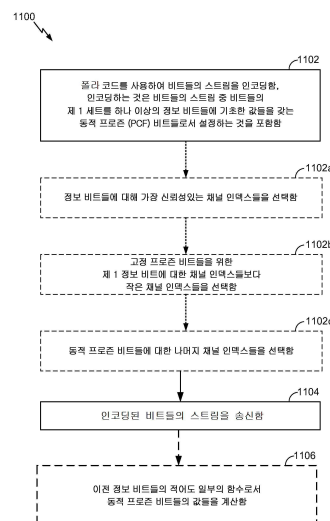 1100
1102
폴라 코드를 사용하여 비트들의 스트링을 인코딩함,
인코딩하는 것은 비트들의 스트링 중 비트들의
제 1 세트를 하나 이상의 정보 비트들에 기초한 값들을 갖는
동적 프로즌 (PCF) 비트들로서 설정하는 것을 포함함
1102a
정보 비트들에 대해 가장 신뢰성있는 채널 인덱스들을 선택함
1102b
고정 프로즌 비트들을 위한
제 1 정보 비트에 대한 채널 인덱스들보다
작은 채널 인덱스들을 선택함
1102c
동적 프로즌 비트들에 대한 나머지 채널 인덱스들을 선택함
1104
인코딩된 비트들의 스트링을 송신함
1106
이전 정보 비트들의 적어도 일부의 함수로서
동적 프로즌 비트들의 값들을 계산함